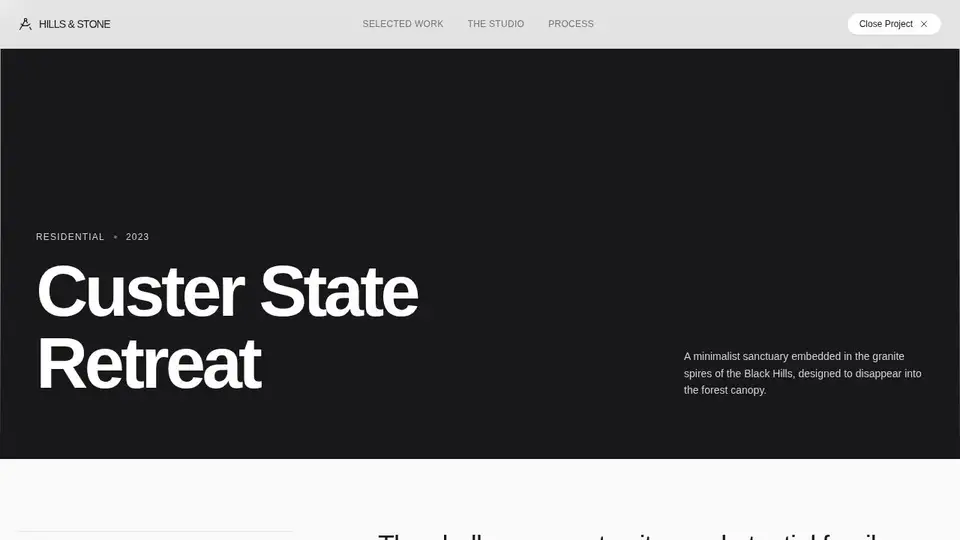 HILLS & STONE
SELECTED WORK
THE STUDIO
PROCESS
Close Project
RESIDENTIAL • 2023
Custer State
Retreat
A minimalist sanctuary embedded in the granite
spires of the Black Hills, designed to disappear into
the forest canopy.